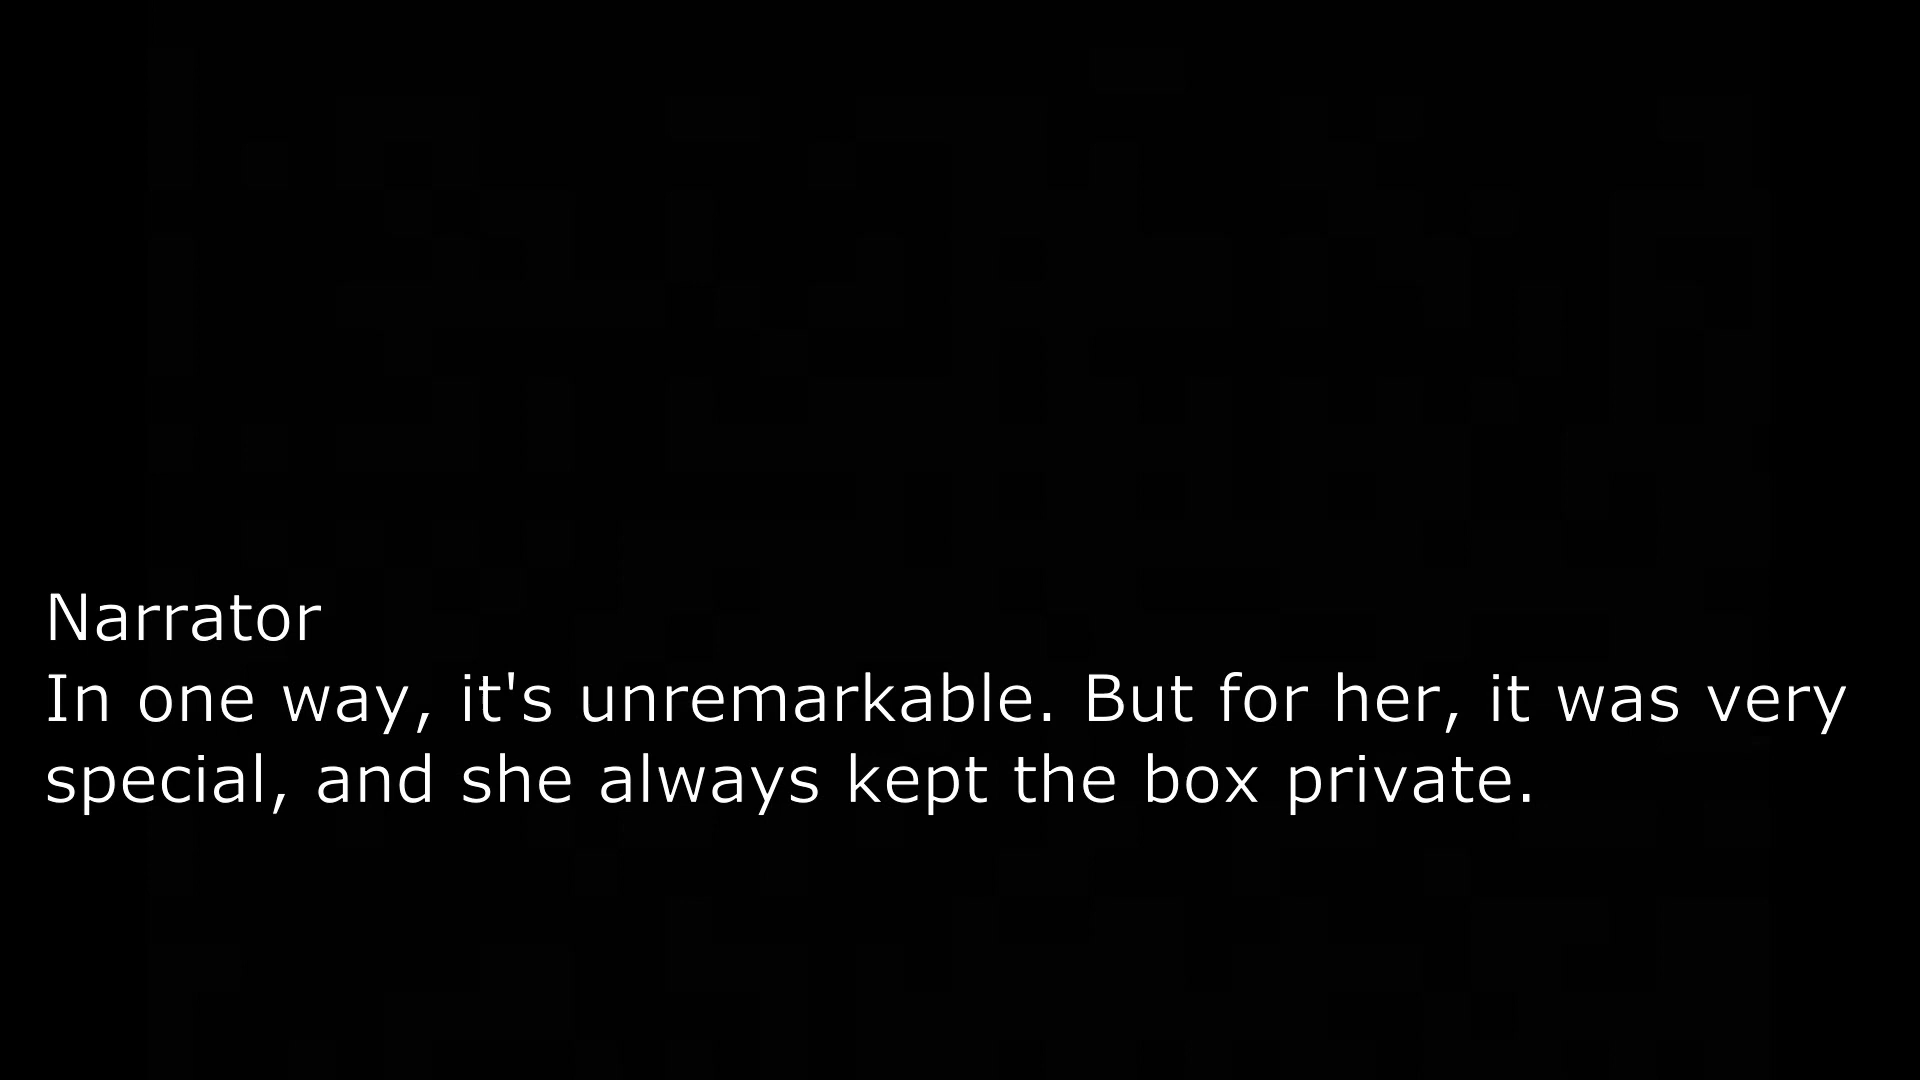 Narrator
In one way, it's unremarkable. But for her, it was very
special, and she always kept the box private.